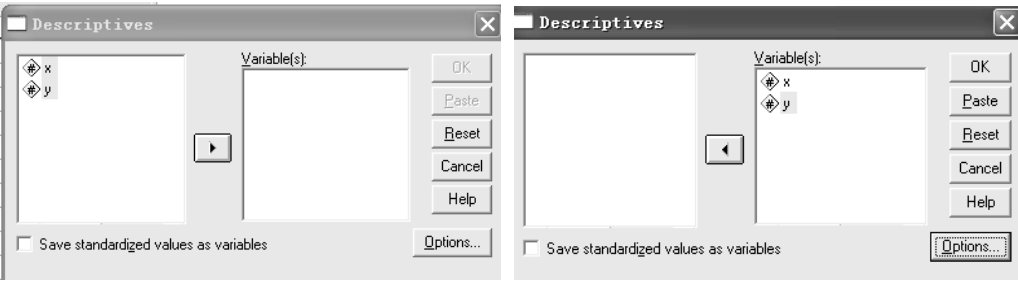 Descriptives
x
y
Variable(s):
OK
Paste
Reset
Cancel
Help
Save standardized values as variables
Options...
Descriptives
Variable(s):
x
y
OK
Paste
Reset
Cancel
Help
Save standardized values as variables
Options...